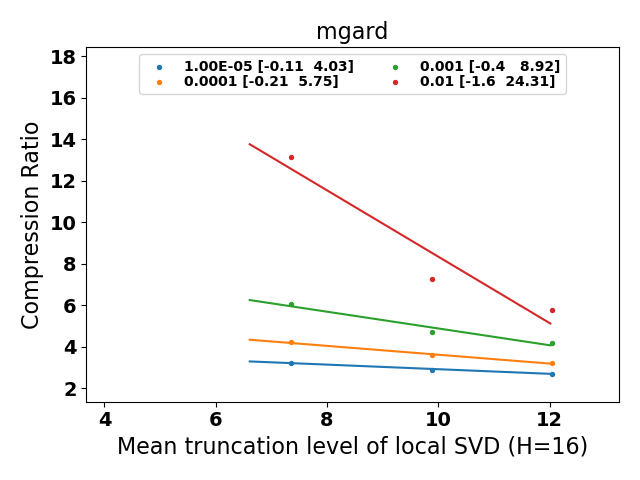 mgard
1.00E-05 [-0.11  4.03]
0.0001 [-0.21  5.75]
0.001 [-0.4   8.92]
0.01 [-1.6  24.31]
Compression Ratio
18
16
14
12
10
8
6
4
2
4 6 8 10 12
Mean truncation level of local SVD (H=16)